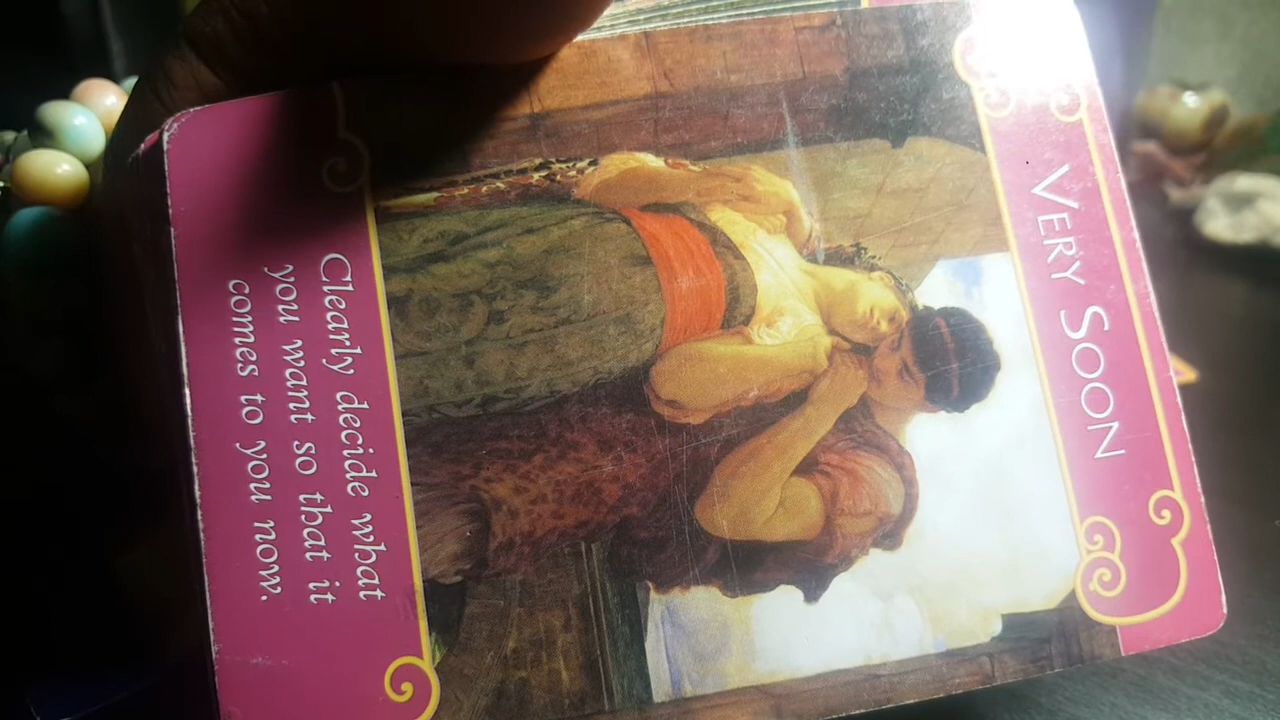 VERY SOON
Clearly decide what
you want so that it
comes to you now.